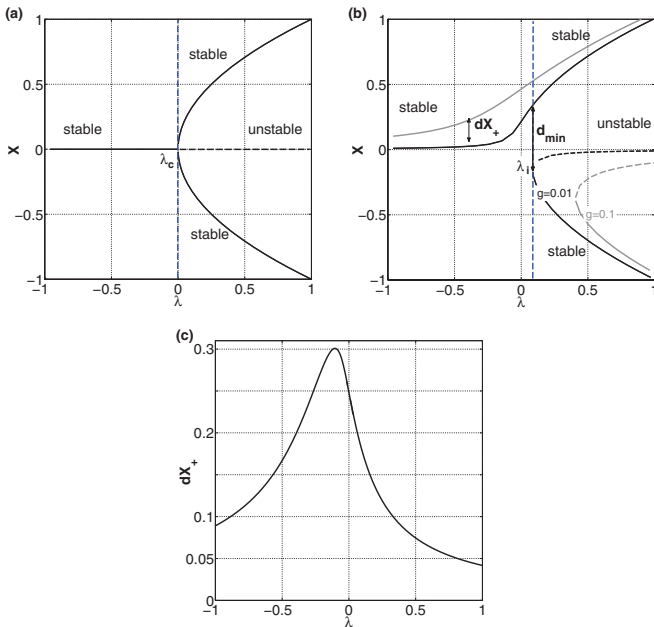 (a)
1
stable
0.5
stable
unstable
X
0
λc
−0.5
stable
−1
−1
−0.5
0
0.5
1
λ
(b)
1
stable
0.5
stable
dX+
dmin
unstable
X
0
λi
g=0.01
−0.5
g=0.1
stable
−1
−1
−0.5
0
0.5
1
λ
(c)
0.3
0.2
dX+
0.1
0.05
0
−1
−0.5
0
0.5
1
λ